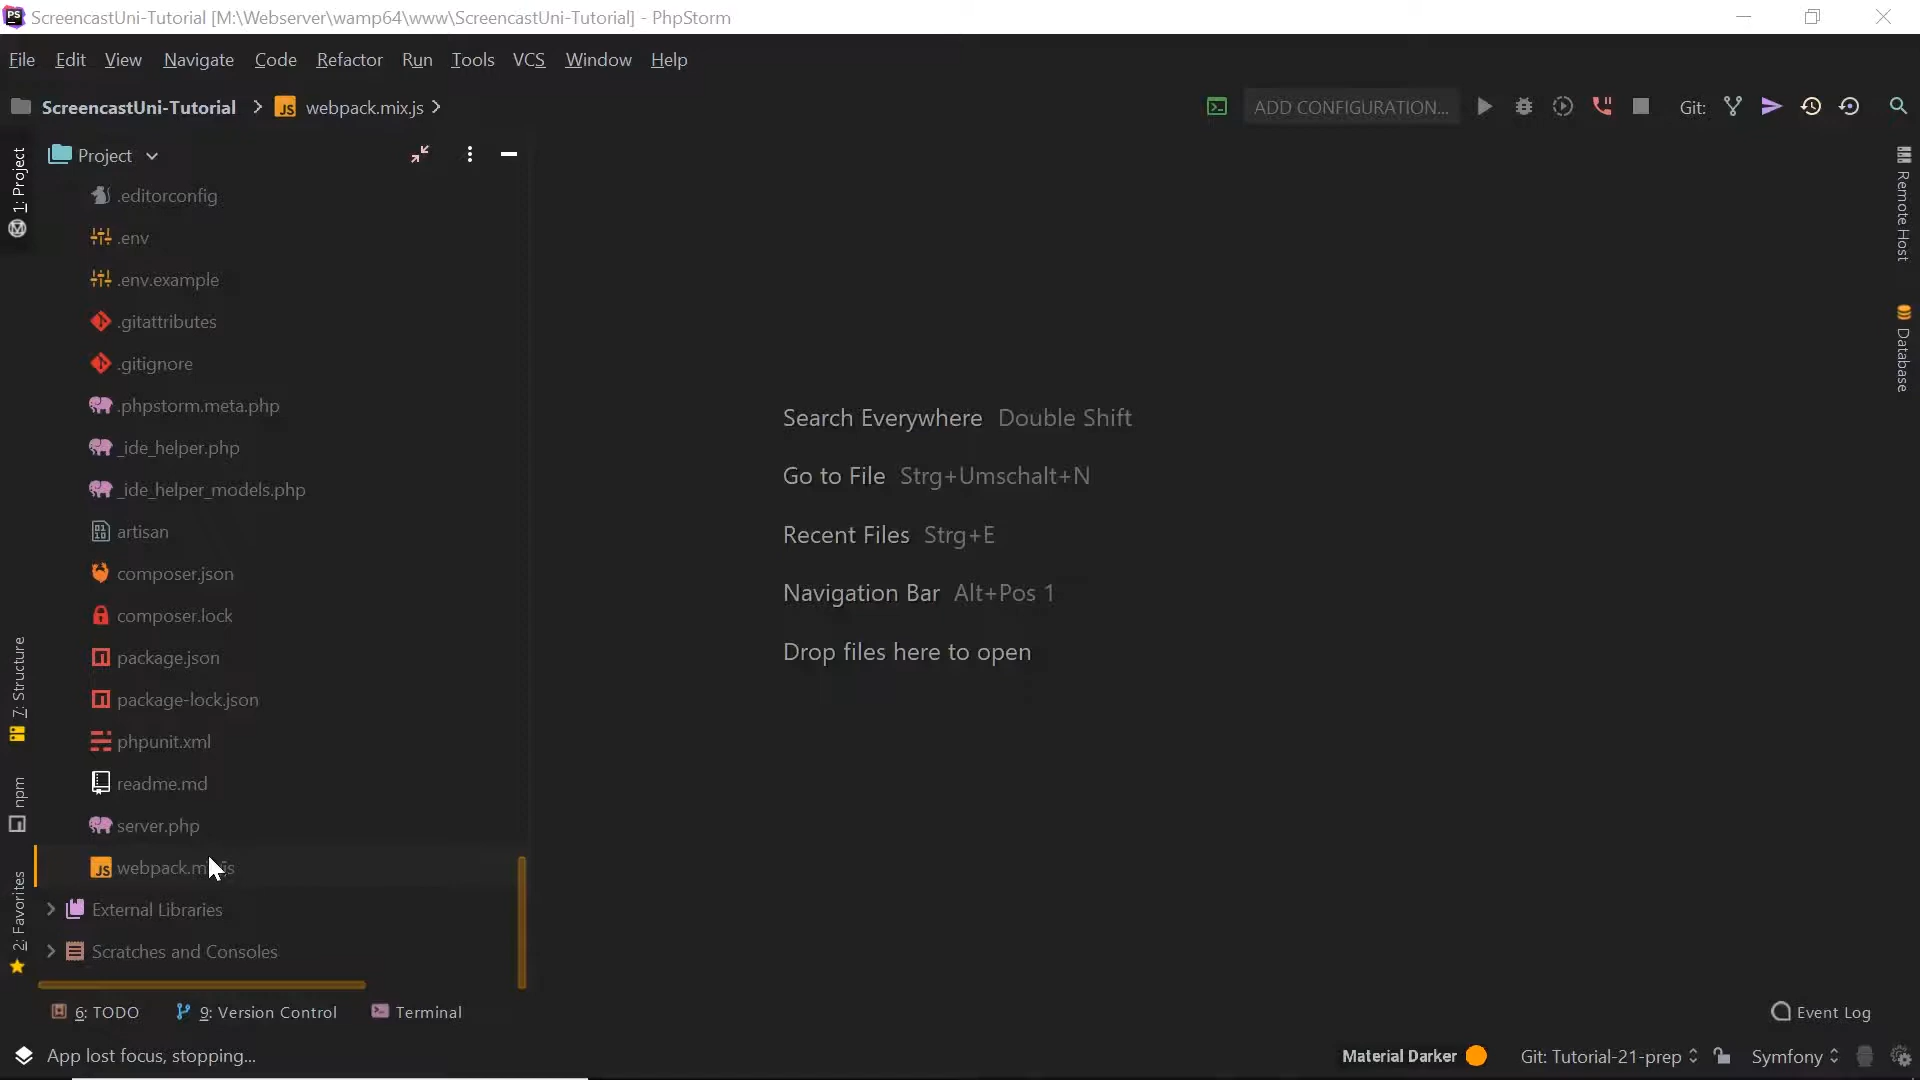 ScreencastUni-Tutorial [M:\Webserver\wamp64\www\ScreencastUni-Tutorial] - PhpStorm
File Edit View Navigate Code Refactor Run Tools VCS Window Help
ScreencastUni-Tutorial webpack.mix.js ADD CONFIGURATION... Git:
1: Project
Project
.editorconfig
.env
.env.example
.gitattributes
.gitignore
.phpstorm.meta.php
_ide_helper.php
_ide_helper_models.php
artisan
composer.json
composer.lock
package.json
package-lock.json
phpunit.xml
readme.md
server.php
webpack.m js
External Libraries
Scratches and Consoles
7: Structure
npm
2: Favorites
Search Everywhere Double Shift
Go to File Strg+Umschalt+N
Recent Files Strg+E
Navigation Bar Alt+Pos 1
Drop files here to open
Remote Host
Database
6: TODO 9: Version Control Terminal Event Log
App lost focus, stopping... Material Darker Git: Tutorial-21-prep Symfony